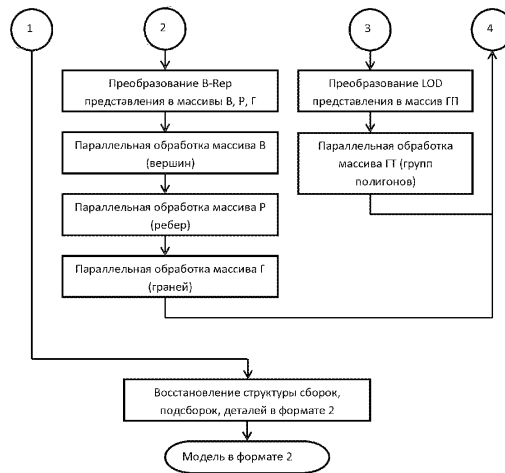 1
2
3
4
Преобразование B-Rep
представления в массивы В, Р, Г
Параллельная обработка массива В
(вершин)
Параллельная обработка массива Р
(ребер)
Параллельная обработка массива Г
(граней)
Преобразование LOD
представления в массив ГП
Параллельная обработка
массива ГТ (групп
полигонов)
Восстановление структуры сборок,
подсборок, деталей в формате 2
Модель в формате 2